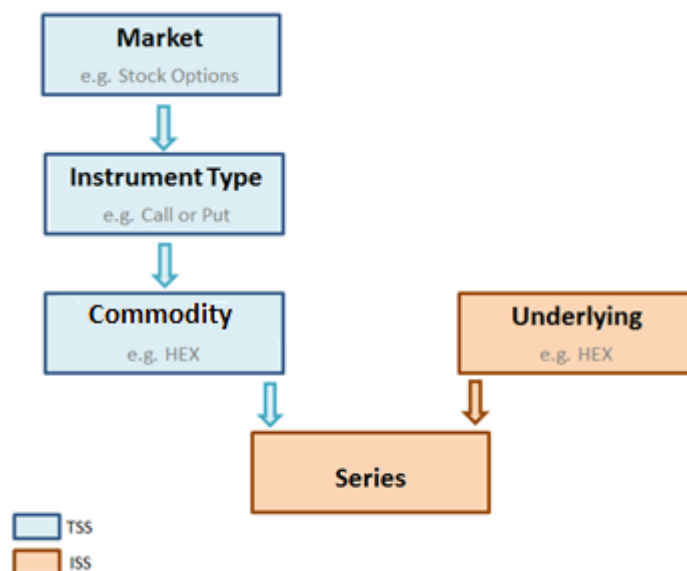 Market
e.g. Stock Options
Instrument Type
e.g. Call or Put
Commodity
e.g. HEX
Underlying
e.g. HEX
Series
TSS
ISS